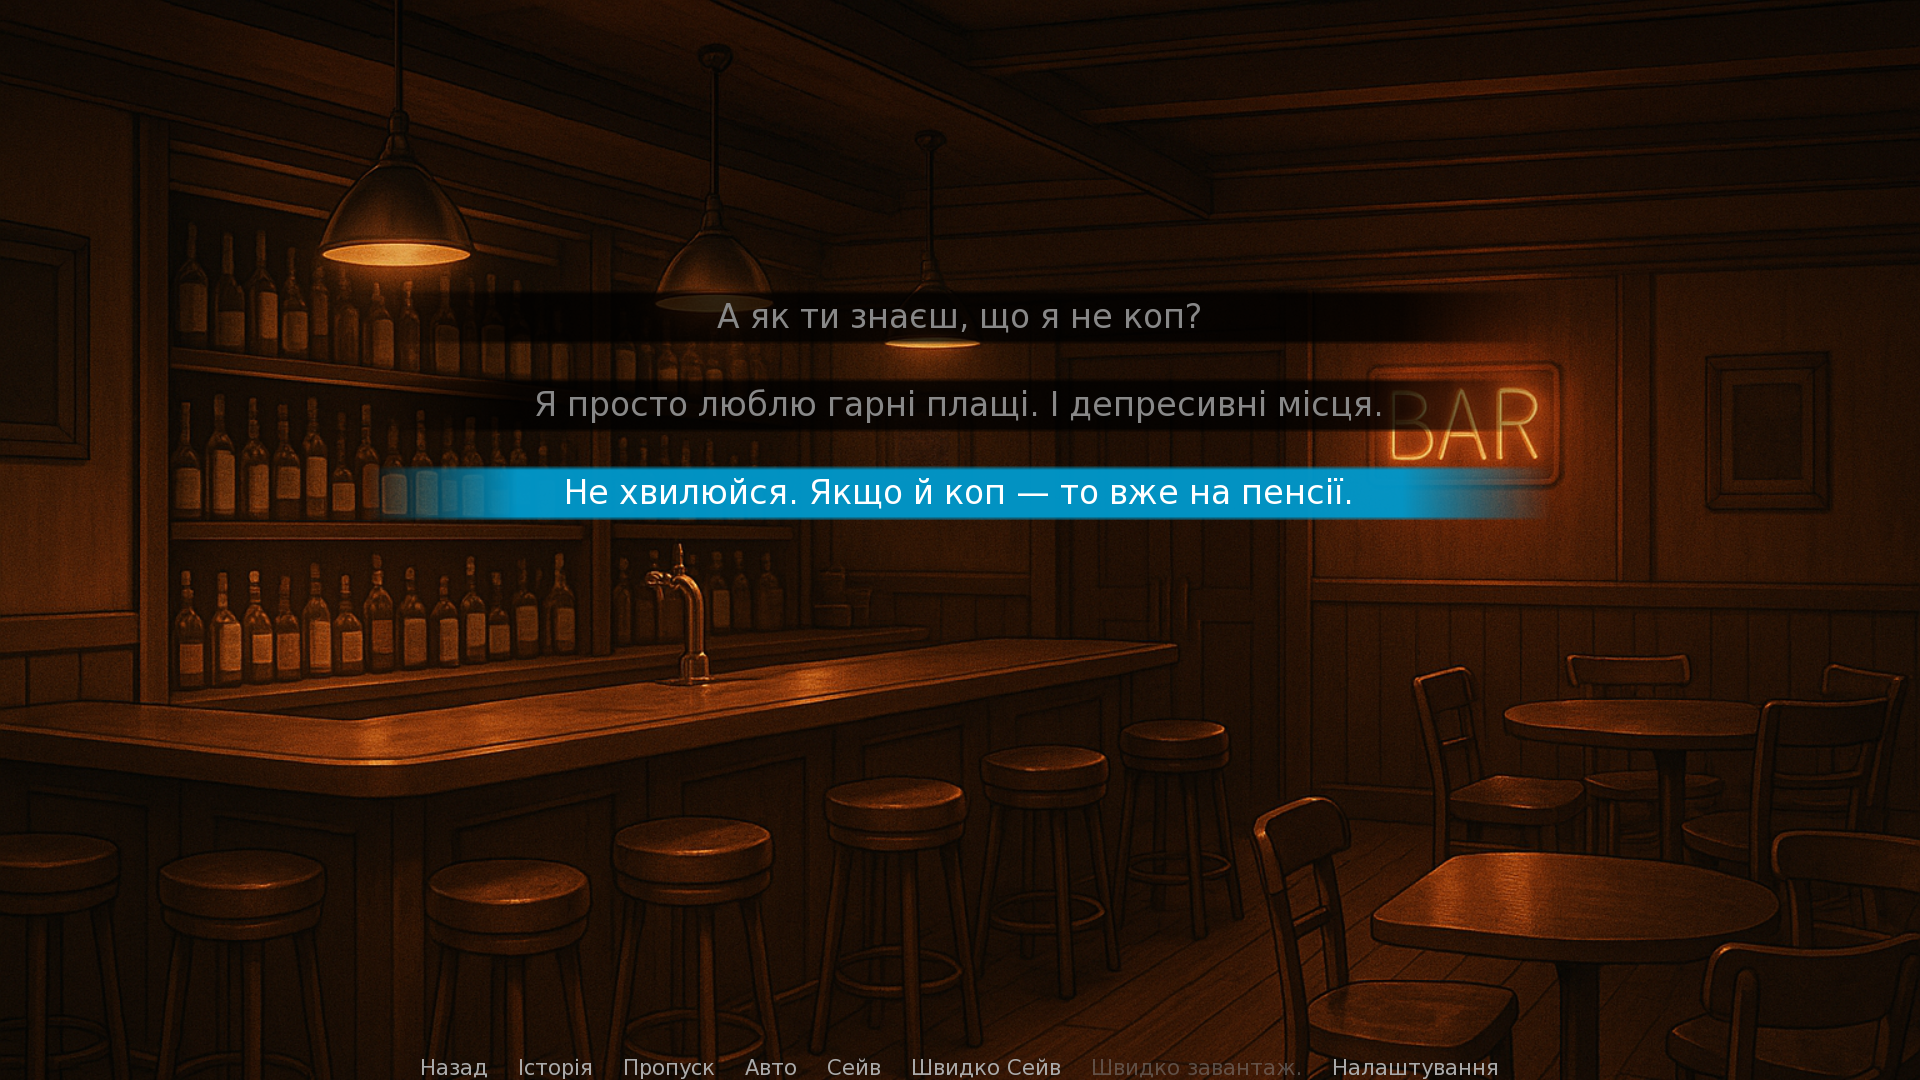 А як ти знаєш, що я не коп?
Я просто люблю гарні плащі. І депресивні місця.
BAR
Не хвилюйся. Якщо й коп — то вже на пенсії.
Назад Історія Пропуск Авто Сейв Швидко Сейв Швидко завантаж. Налаштування